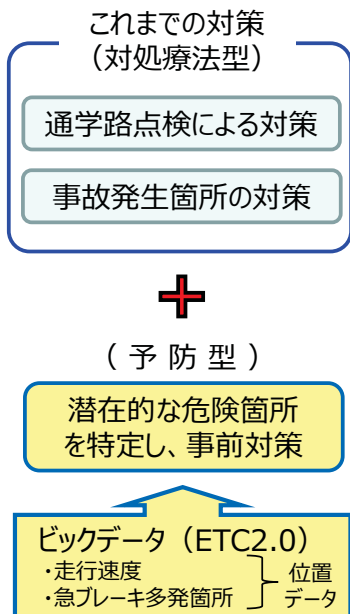 これまでの対策
（対処療法型）
通学路点検による対策
事故発生箇所の対策
＋
（予防型）
潜在的な危険箇所
を特定し、事前対策
ビックデータ（ETC2.0）
・走行速度
・急ブレーキ多発箇所
位置
データ